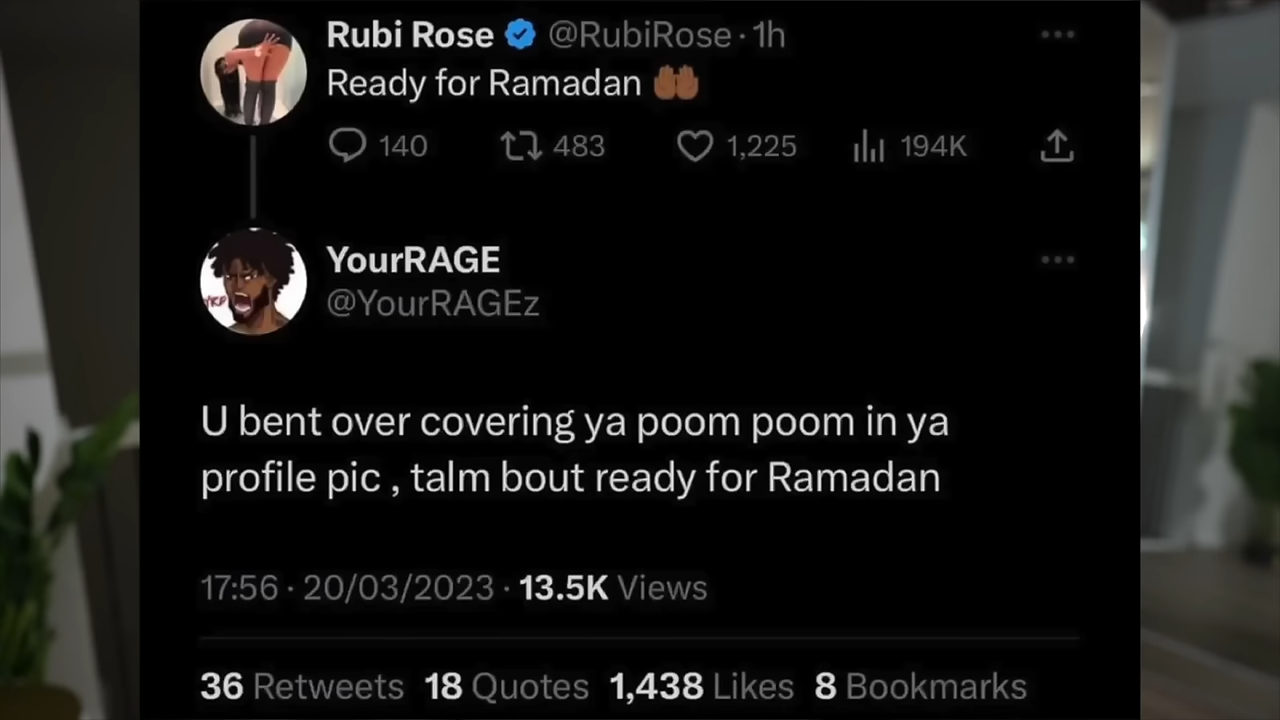 Rubi Rose @RubiRose · 1h
Ready for Ramadan 🤲🏾
140 483 1,225 194K
YourRAGE
@YourRAGEz
U bent over covering ya poom poom in ya
profile pic , talm bout ready for Ramadan
17:56 · 20/03/2023 · 13.5K Views
36 Retweets 18 Quotes 1,438 Likes 8 Bookmarks